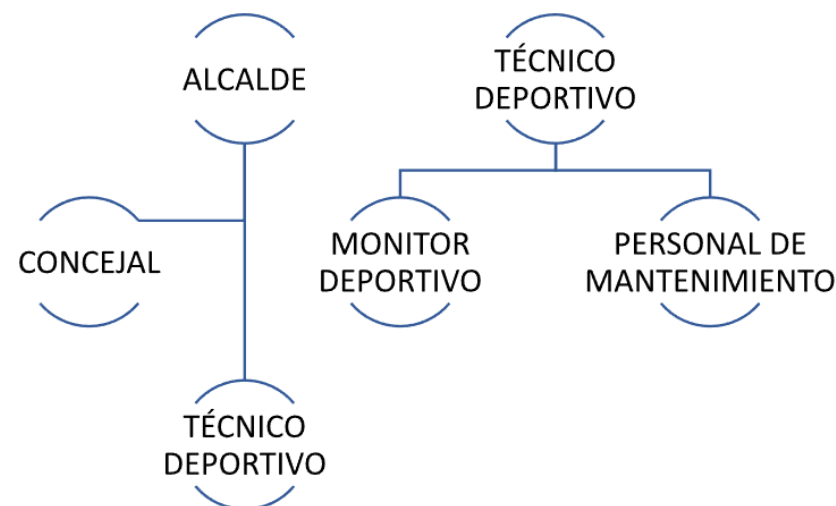 ALCALDE
CONCEJAL
TÉCNICO
DEPORTIVO
TÉCNICO
DEPORTIVO
MONITOR
DEPORTIVO
PERSONAL DE
MANTENIMIENTO